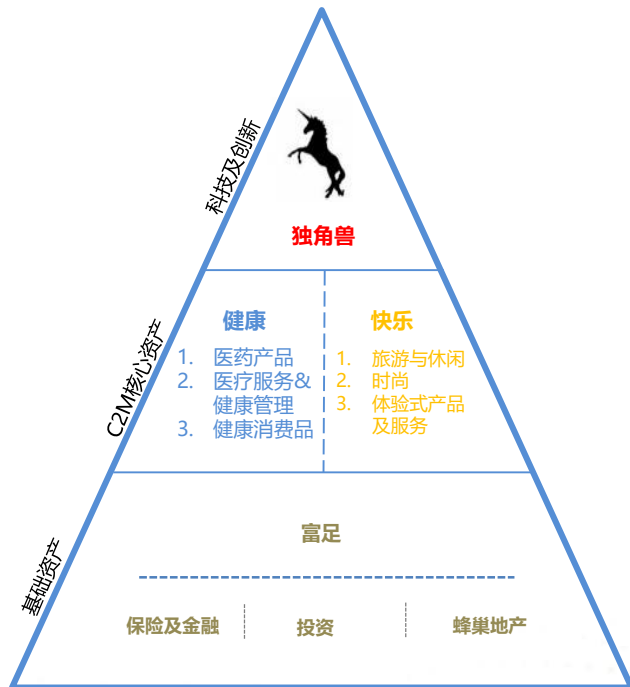 科技及创新
独角兽
C2M核心资产
健康
1. 医药产品
2. 医疗服务&
健康管理
3. 健康消费品
快乐
1. 旅游与休闲
2. 时尚
3. 体验式产品
及服务
基础资产
富足
保险及金融
投资
蜂巢地产